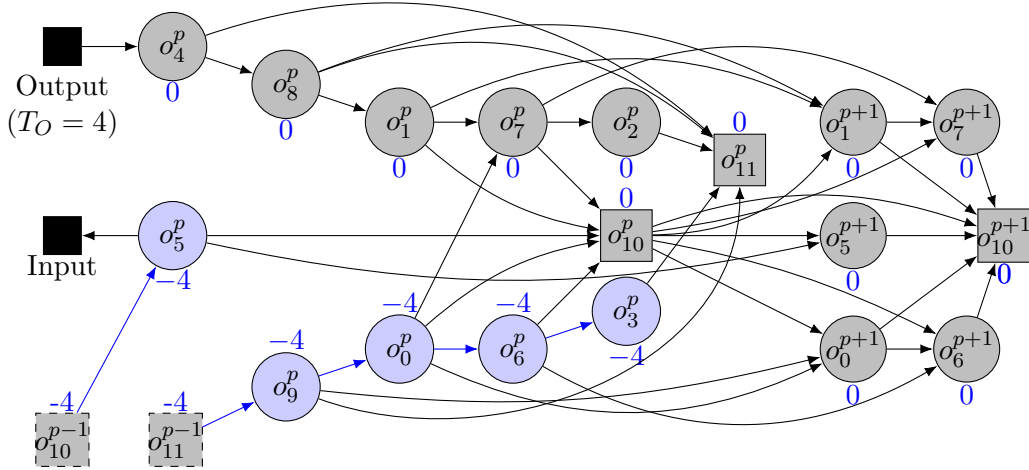 Output
(T_O = 4)
o_4^p
0
o_8^p
0
o_1^p
0
o_7^p
0
o_2^p
0
0
o_11^p
o_1^{p+1}
0
o_7^{p+1}
0
Input
o_5^p
−4
0
o_10^p
o_5^{p+1}
0
o_10^{p+1}
0
−4
o_0^p
−4
o_6^p
o_3^p
−4
o_0^{p+1}
0
o_6^{p+1}
0
−4
o_9^p
-4
o_10^{p−1}
-4
o_11^{p−1}